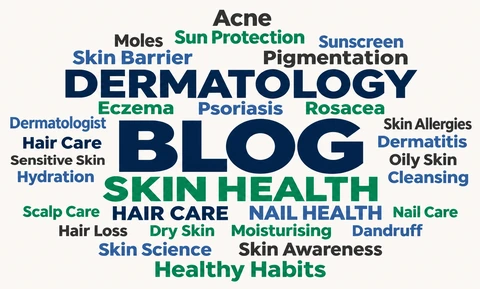 Acne
Moles Sun Protection Sunscreen
Skin Barrier Pigmentation
DERMATOLOGY
Eczema Psoriasis Rosacea
Dermatologist BLOG Skin Allergies
Hair Care Dermatitis
Sensitive Skin Oily Skin
Hydration Cleansing
SKIN HEALTH
Scalp Care HAIR CARE NAIL HEALTH Nail Care
Hair Loss Dry Skin Moisturising Dandruff
Skin Science Skin Awareness
Healthy Habits